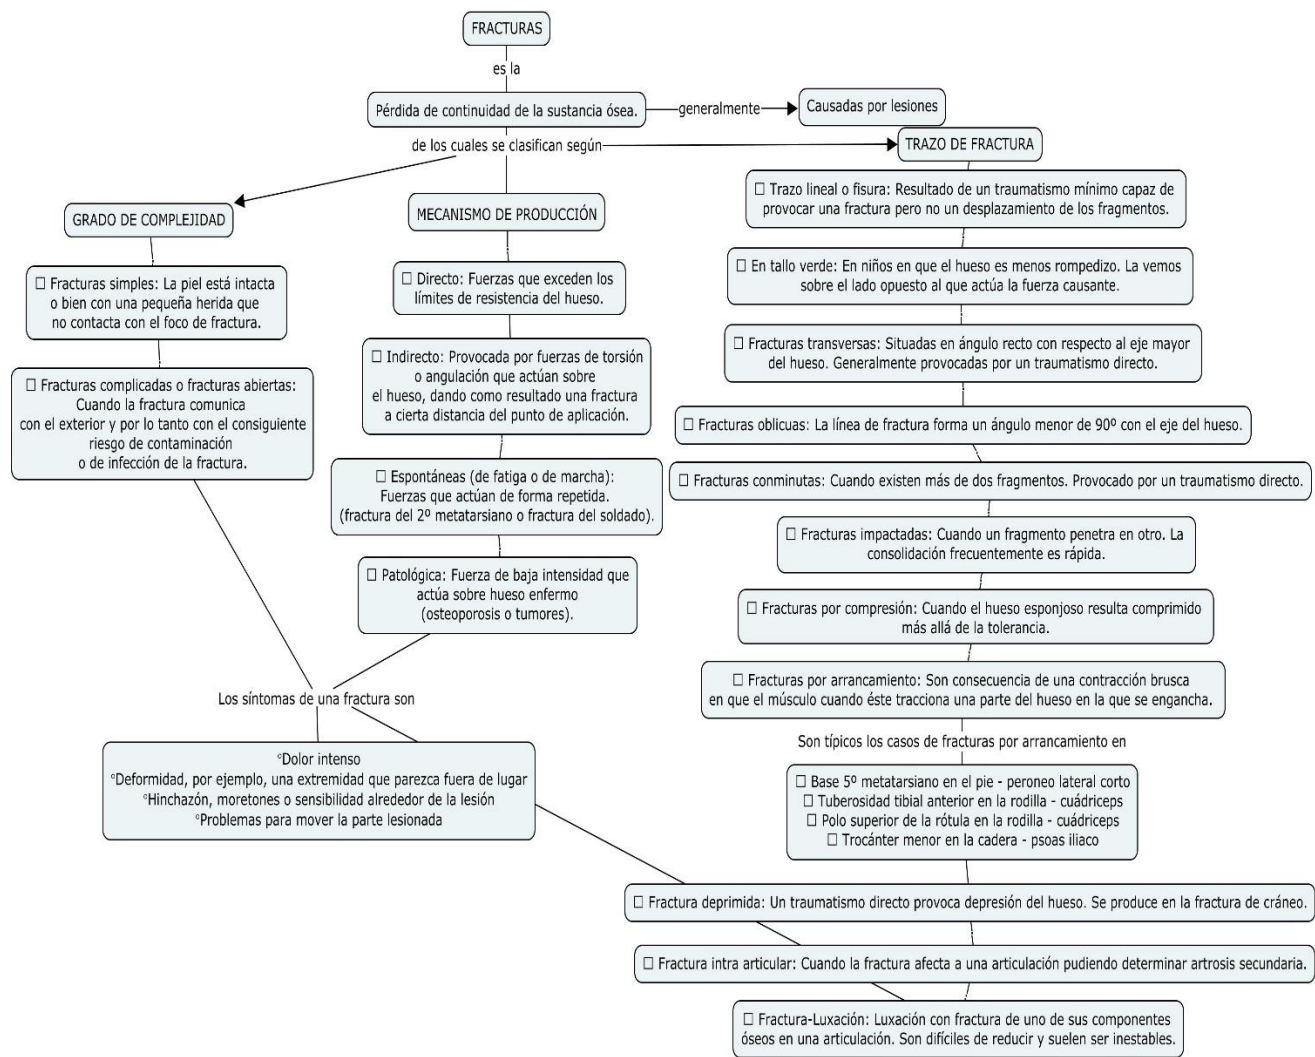 FRACTURAS
es la
Pérdida de continuidad de la sustancia ósea.
generalmente
Causadas por lesiones
de los cuales se clasifican según
GRADO DE COMPLEJIDAD
□ Fracturas simples: La piel está intacta
o bien con una pequeña herida que
no contacta con el foco de fractura.
□ Fracturas complicadas o fracturas abiertas:
Cuando la fractura comunica
con el exterior y por lo tanto con el consiguiente
riesgo de contaminación
o de infección de la fractura.
MECANISMO DE PRODUCCIÓN
□ Directo: Fuerzas que exceden los
límites de resistencia del hueso.
□ Indirecto: Provocada por fuerzas de torsión
o angulación que actúan sobre
el hueso, dando como resultado una fractura
a cierta distancia del punto de aplicación.
□ Espontáneas (de fatiga o de marcha):
Fuerzas que actúan de forma repetida.
(fractura del 2º metatarsiano o fractura del soldado).
□ Patológica: Fuerza de baja intensidad que
actúa sobre hueso enfermo
(osteoporosis o tumores).
Los síntomas de una fractura son
°Dolor intenso
°Deformidad, por ejemplo, una extremidad que parezca fuera de lugar
°Hinchazón, moretones o sensibilidad alrededor de la lesión
°Problemas para mover la parte lesionada
TRAZO DE FRACTURA
□ Trazo lineal o fisura: Resultado de un traumatismo mínimo capaz de
provocar una fractura pero no un desplazamiento de los fragmentos.
□ En tallo verde: En niños en que el hueso es menos rompedizo. La vemos
sobre el lado opuesto al que actúa la fuerza causante.
□ Fracturas transversas: Situadas en ángulo recto con respecto al eje mayor
del hueso. Generalmente provocadas por un traumatismo directo.
□ Fracturas oblicuas: La línea de fractura forma un ángulo menor de 90º con el eje del hueso.
□ Fracturas conminutas: Cuando existen más de dos fragmentos. Provocado por un traumatismo directo.
□ Fracturas impactadas: Cuando un fragmento penetra en otro. La
consolidación frecuentemente es rápida.
□ Fracturas por compresión: Cuando el hueso esponjoso resulta comprimido
más allá de la tolerancia.
□ Fracturas por arrancamiento: Son consecuencia de una contracción brusca
en que el músculo cuando éste tracciona una parte del hueso en la que se engancha.
Son típicos los casos de fracturas por arrancamiento en
□ Base 5º metatarsiano en el pie - peroneo lateral corto
□ Tuberosidad tibial anterior en la rodilla - cuádriceps
□ Polo superior de la rótula en la rodilla - cuádriceps
□ Trocánter menor en la cadera - psoas iliaco
□ Fractura deprimida: Un traumatismo directo provoca depresión del hueso. Se produce en la fractura de cráneo.
□ Fractura intra articular: Cuando la fractura afecta a una articulación pudiendo determinar artrosis secundaria.
□ Fractura-Luxación: Luxación con fractura de uno de sus componentes
óseos en una articulación. Son difíciles de reducir y suelen ser inestables.